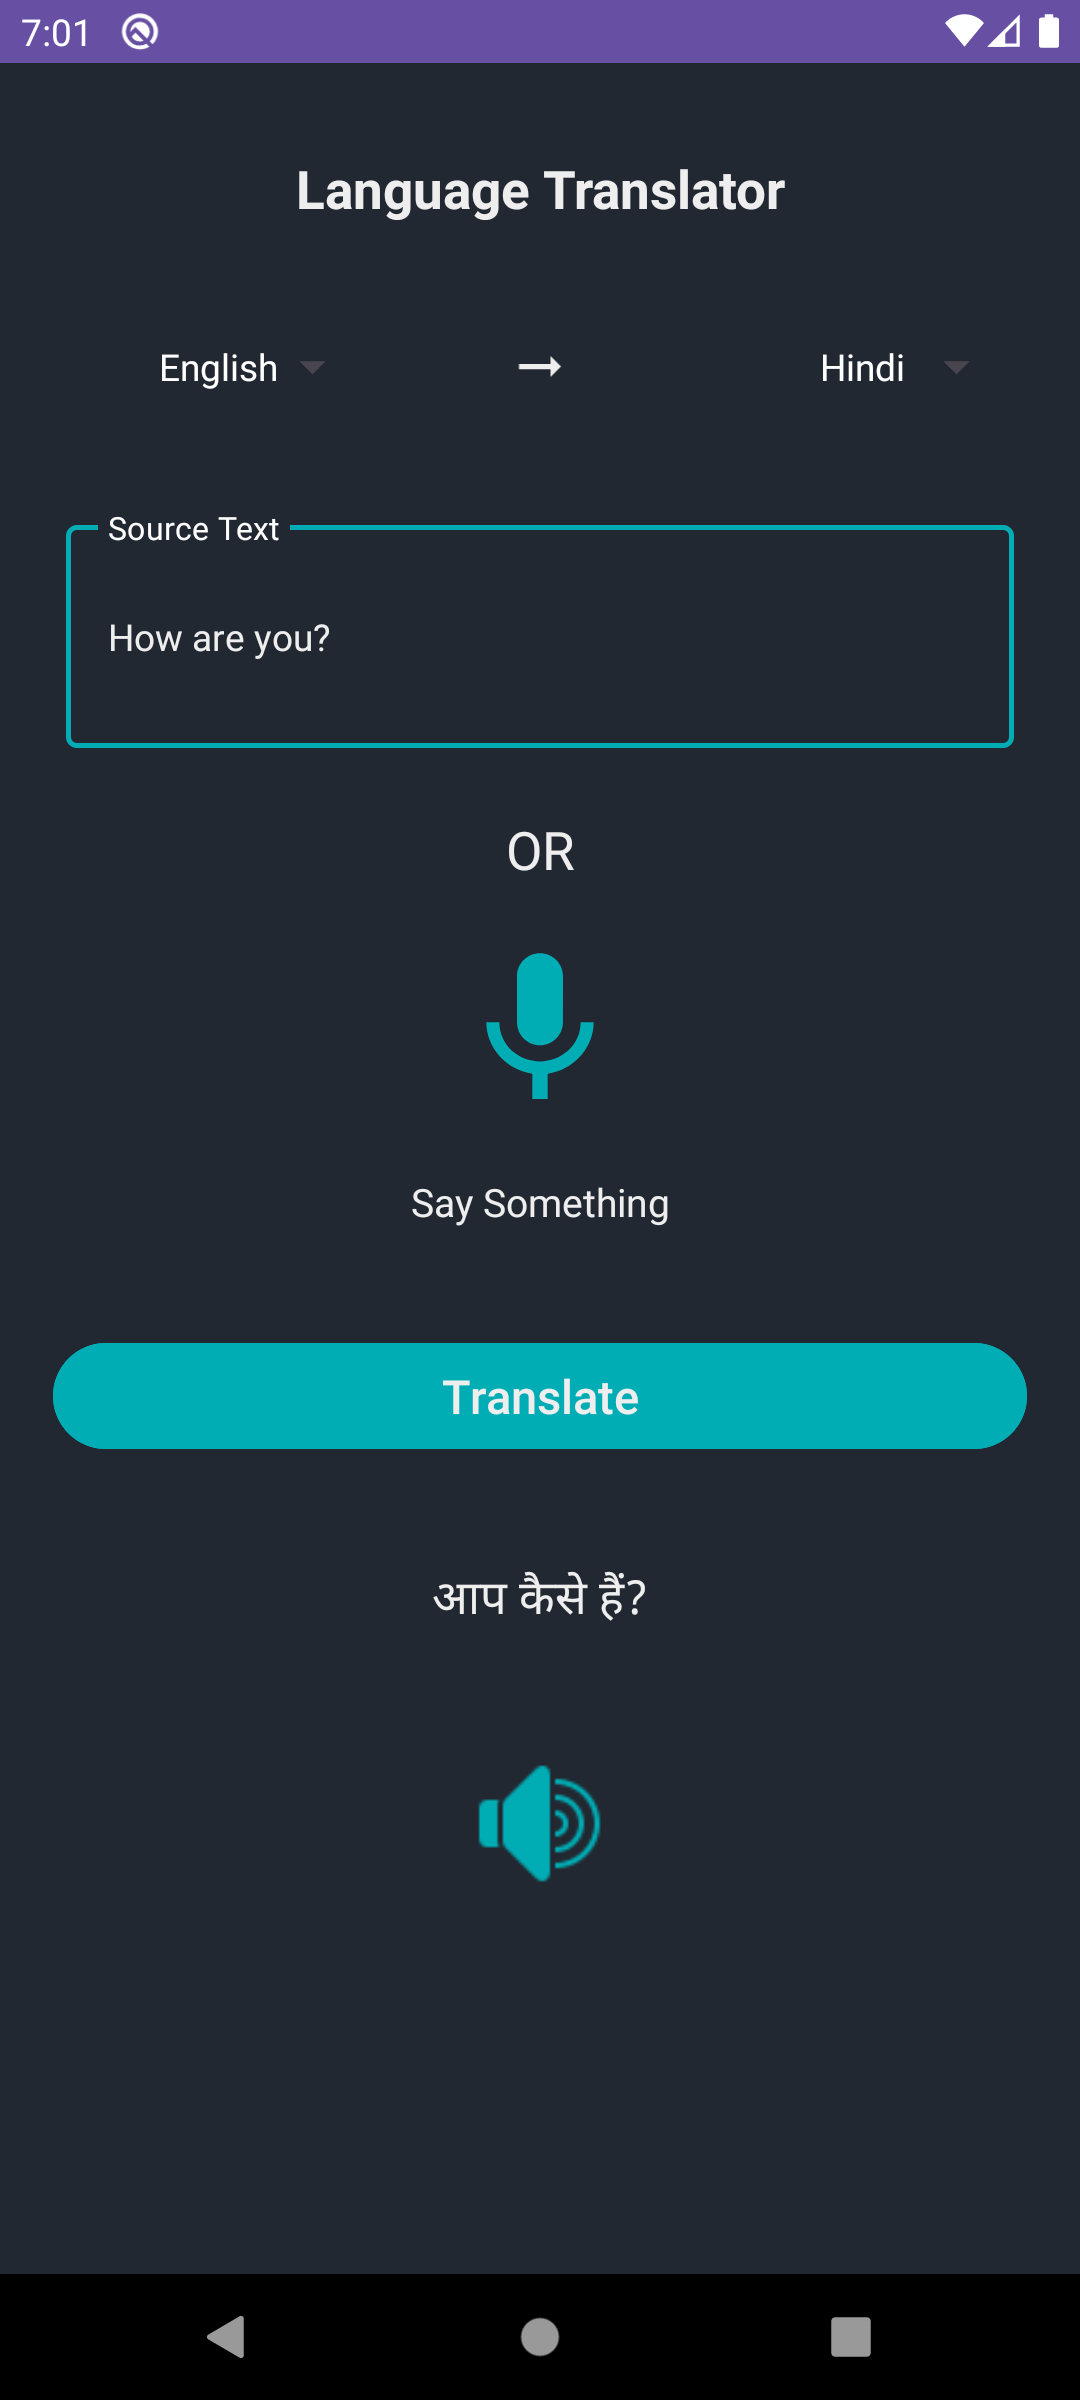 7:01
Language Translator
English → Hindi
Source Text
How are you?
OR
Say Something
Translate
आप कैसे हैं?